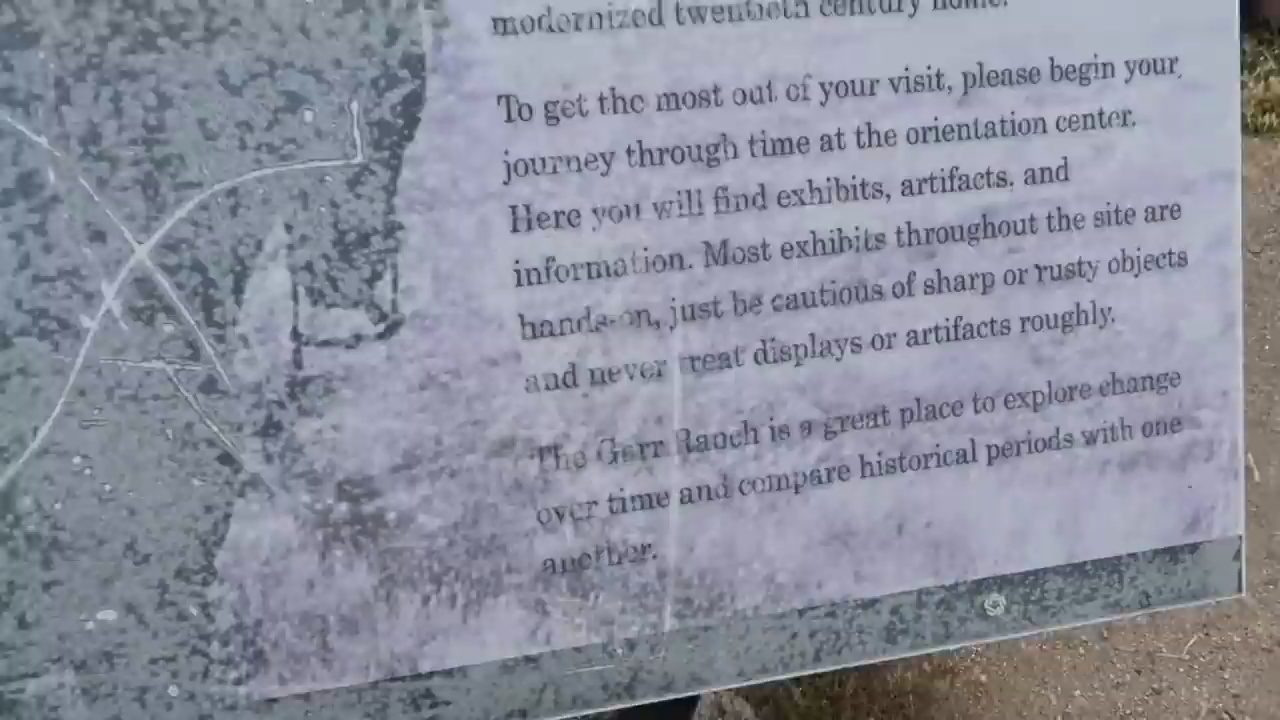 modernized twentieth century home.
To get the most out of your visit, please begin your
journey through time at the orientation center.
Here you will find exhibits, artifacts, and
information. Most exhibits throughout the site are
hands-on, just be cautious of sharp or rusty objects
and never treat displays or artifacts roughly.
The Garr Ranch is a great place to explore change
over time and compare historical periods with one
another.